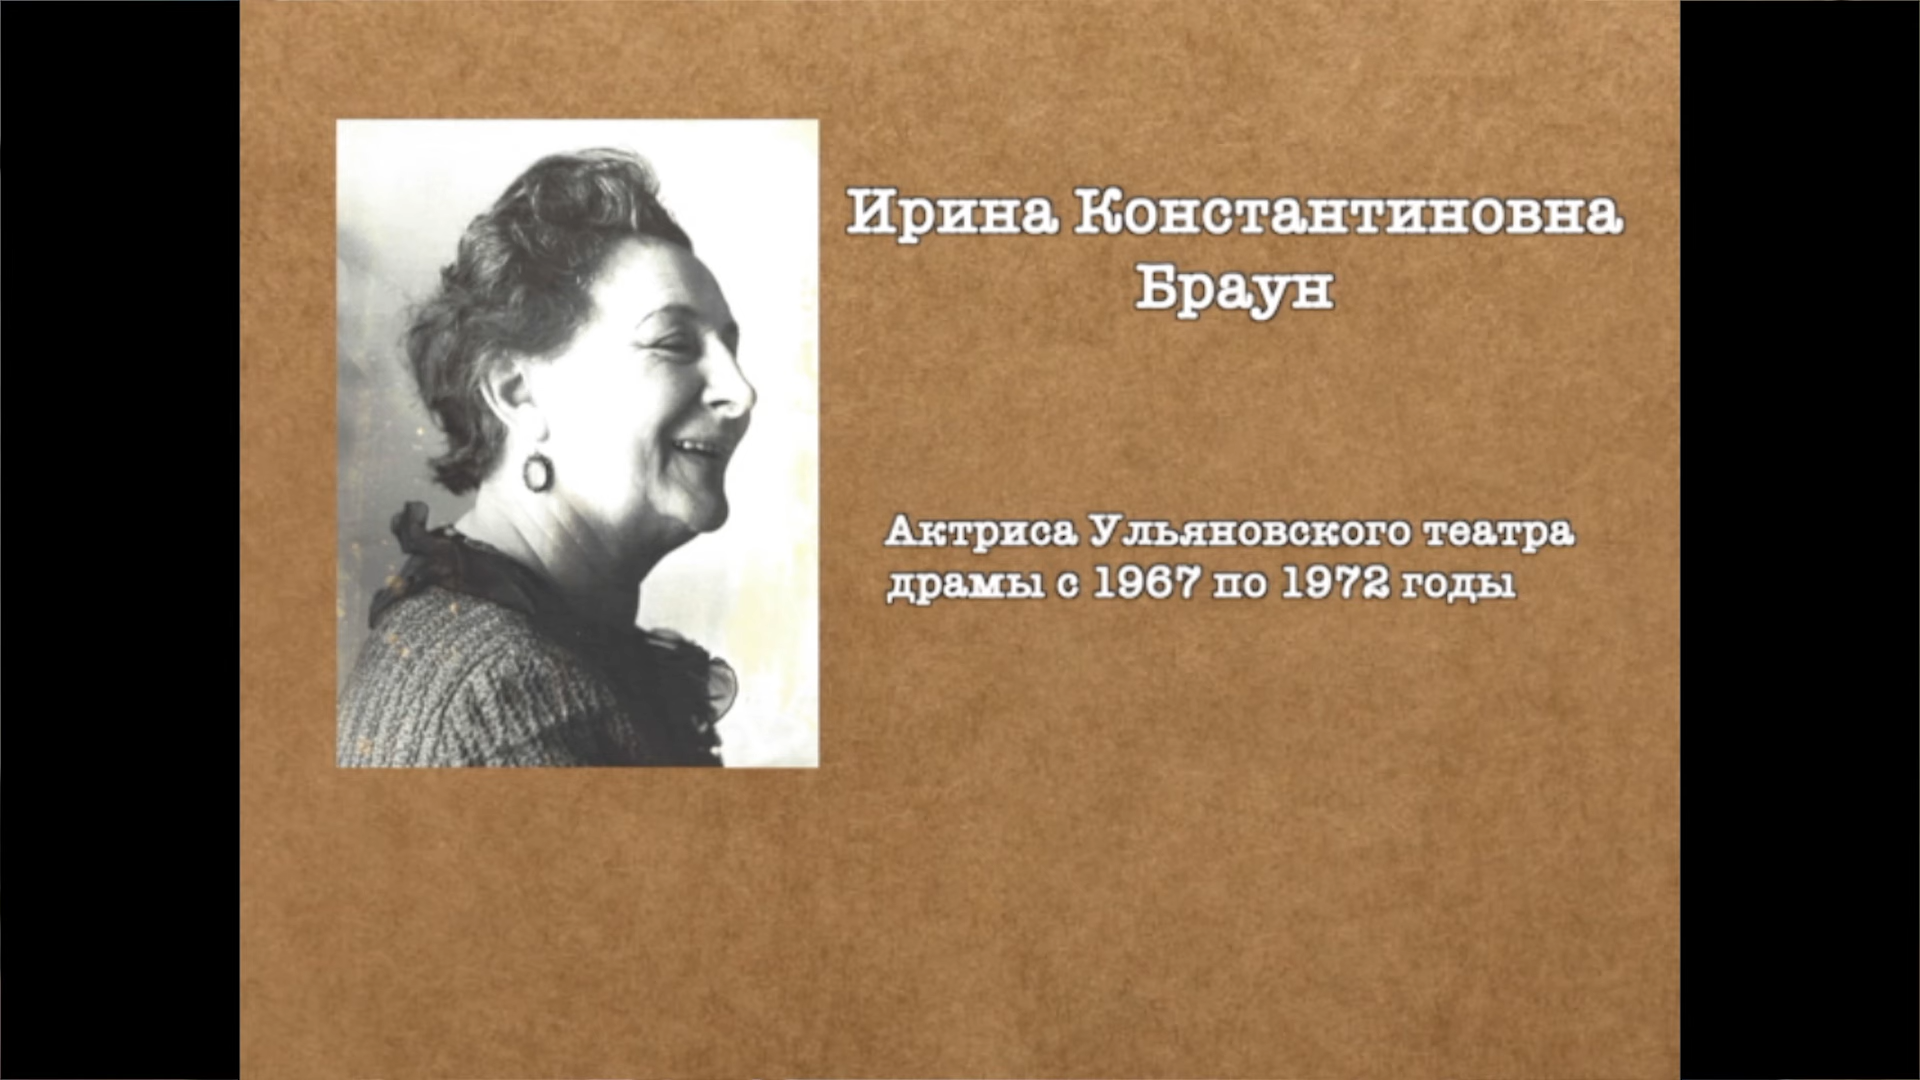 Ирина Константиновна
Браун
Актриса Ульяновского театра
драмы с 1967 по 1972 годы